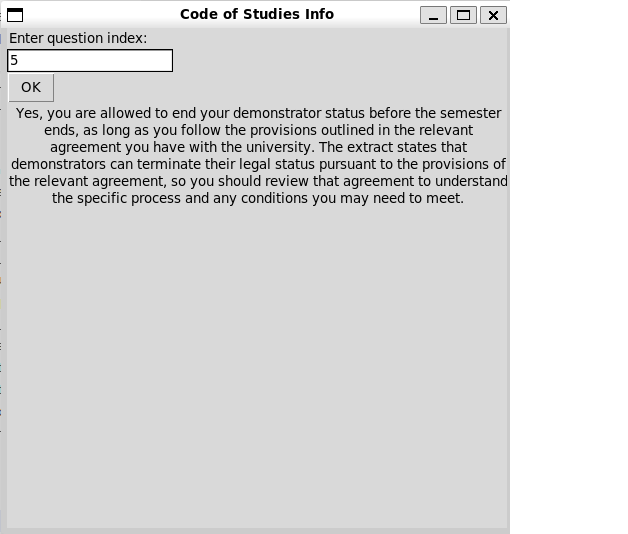 Code of Studies Info
Enter question index:
5
OK
Yes, you are allowed to end your demonstrator status before the semester
ends, as long as you follow the provisions outlined in the relevant
agreement you have with the university. The extract states that
demonstrators can terminate their legal status pursuant to the provisions of
the relevant agreement, so you should review that agreement to understand
the specific process and any conditions you may need to meet.